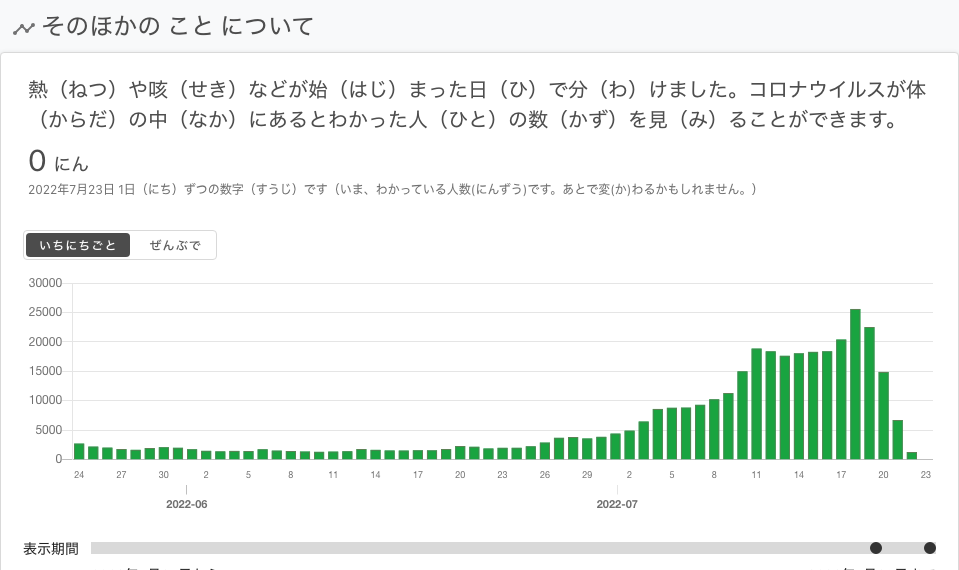 そのほかの こと について
熱（ねつ）や咳（せき）などが始（はじ）まった日（ひ）で分（わ）けました。コロナウイルスが体
（からだ）の中（なか）にあるとわかった人（ひと）の数（かず）を見（み）ることができます。
0 にん
2022年7月23日 1日（にち）ずつの数字（すうじ）です（いま、わかっている人数(にんずう)です。あとで変(か)わるかもしれません。）
いちにちごと ぜんぶで
30000
25000
20000
15000
10000
5000
0
24 27 30 2 5 8 11 14 17 20 23 26 29 2 5 8 11 14 17 20 23
2022-06 2022-07
表示期間